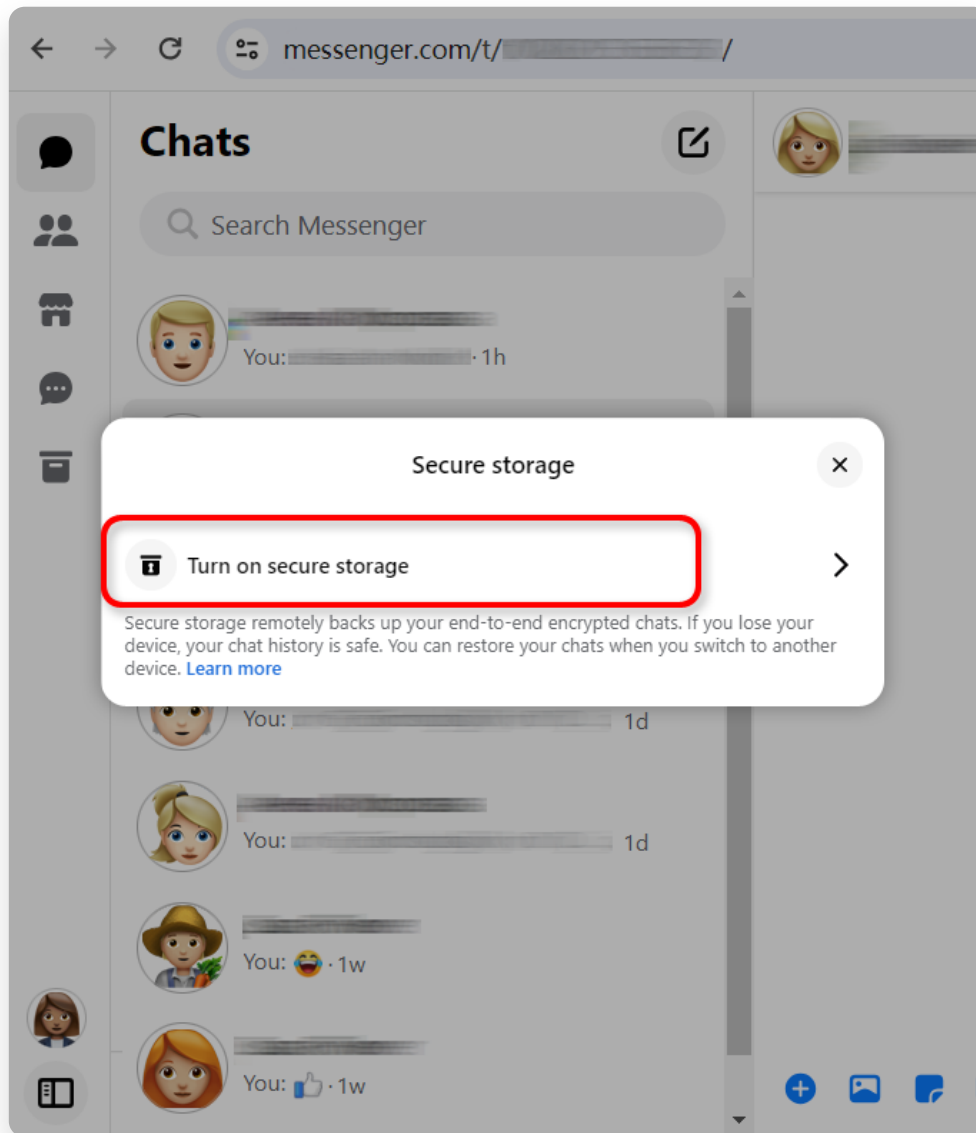 messenger.com/t/ /
Chats
Search Messenger
You: · 1h
Secure storage
Turn on secure storage
Secure storage remotely backs up your end-to-end encrypted chats. If you lose your
device, your chat history is safe. You can restore your chats when you switch to another
device. Learn more
You: 1d
You: 1d
You: 😂 · 1w
You: 👍 · 1w